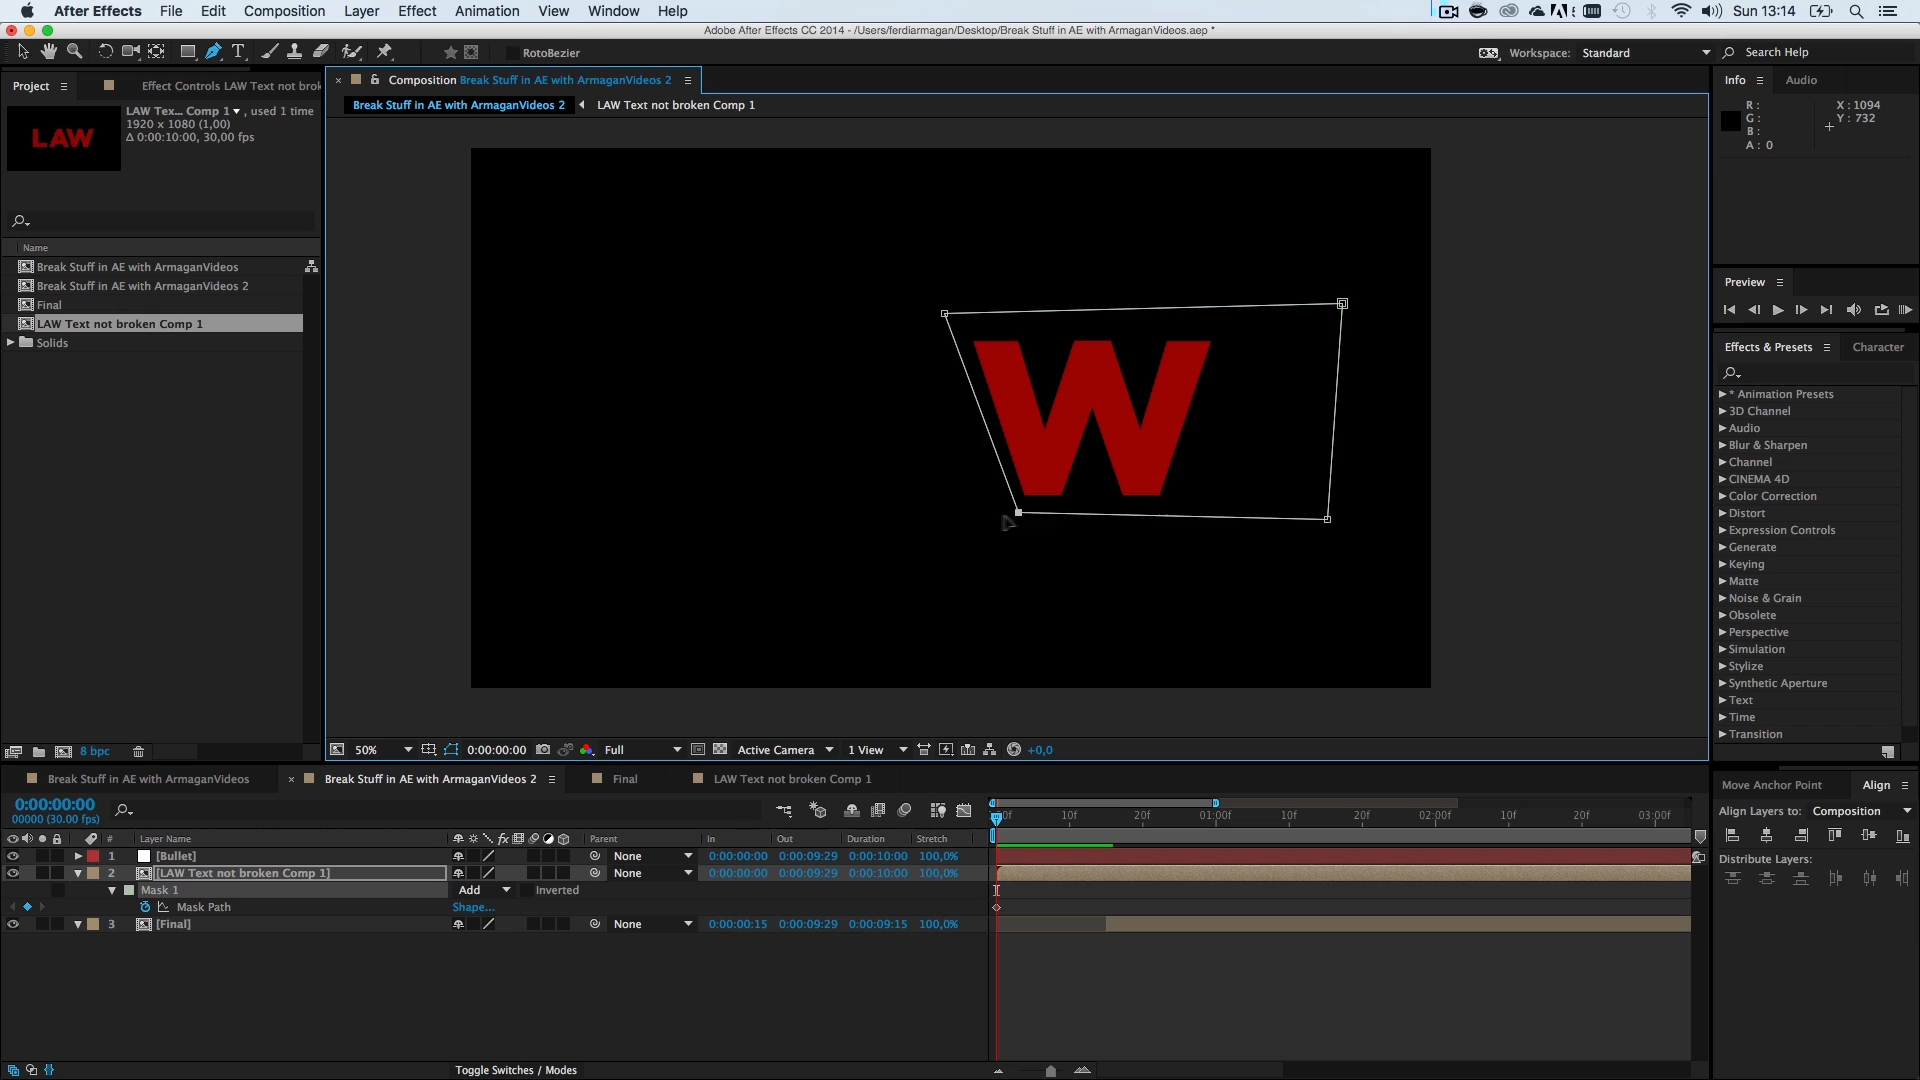 After Effects File Edit Composition Layer Effect Animation View Window Help
Sun 13:14
Adobe After Effects CC 2014 - /Users/ferdiarmagan/Desktop/Break Stuff in AE with ArmaganVideos.aep *
RotoBezier
Workspace: Standard
Search Help
Project
Effect Controls LAW Text not brok
LAW Tex... Comp 1 , used 1 time
1920 x 1080 (1,00)
Δ 0:00:10:00, 30,00 fps
LAW
Name
Break Stuff in AE with ArmaganVideos
Break Stuff in AE with ArmaganVideos 2
Final
LAW Text not broken Comp 1
Solids
8 bpc
Composition Break Stuff in AE with ArmaganVideos 2
Break Stuff in AE with ArmaganVideos 2
LAW Text not broken Comp 1
W
50%
0:00:00:00
Full
Active Camera
1 View
+0,0
Info
Audio
R :
G :
B :
A : 0
X : 1094
Y : 732
Preview
Effects & Presets
Character
* Animation Presets
3D Channel
Audio
Blur & Sharpen
Channel
CINEMA 4D
Color Correction
Distort
Expression Controls
Generate
Keying
Matte
Noise & Grain
Obsolete
Perspective
Simulation
Stylize
Synthetic Aperture
Text
Time
Transition
Break Stuff in AE with ArmaganVideos
Break Stuff in AE with ArmaganVideos 2
Final
LAW Text not broken Comp 1
0:00:00:00
00000 (30.00 fps)
10f 20f 01:00f 10f 20f 02:00f 10f 20f 03:00f
# Layer Name fx Parent In Out Duration Stretch
1 [Bullet] None 0:00:00:00 0:00:09:29 0:00:10:00 100,0%
2 [LAW Text not broken Comp 1] None 0:00:00:00 0:00:09:29 0:00:10:00 100,0%
Mask 1 Add Inverted
Mask Path Shape...
3 [Final] None 0:00:00:15 0:00:09:29 0:00:09:15 100,0%
Toggle Switches / Modes
Move Anchor Point
Align
Align Layers to: Composition
Distribute Layers: